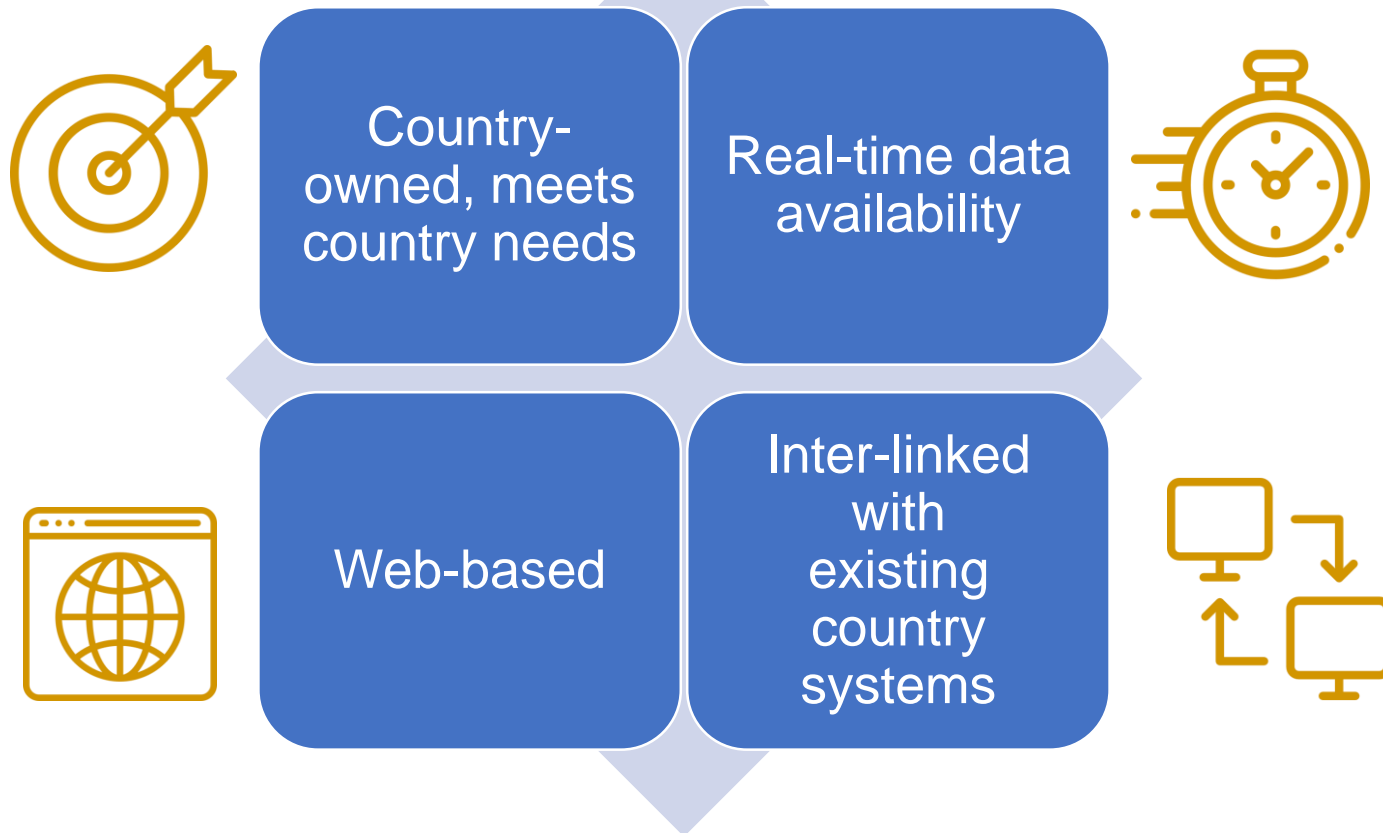 Country-
owned, meets
country needs
Real-time data
availability
Web-based
Inter-linked
with
existing
country
systems